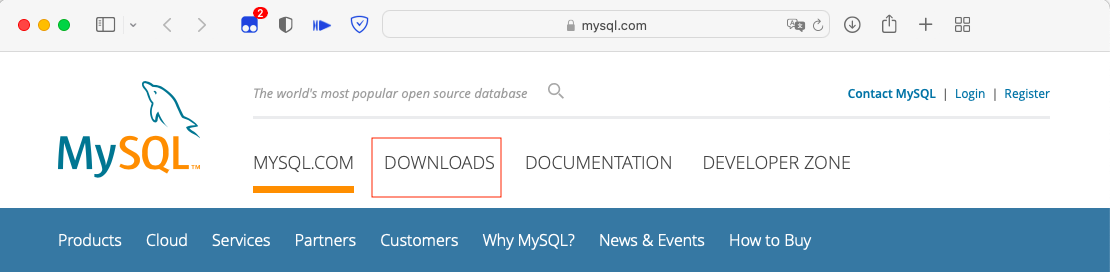 2
mysql.com
The world's most popular open source database
Contact MySQL | Login | Register
MySQL™
MYSQL.COM DOWNLOADS DOCUMENTATION DEVELOPER ZONE
Products Cloud Services Partners Customers Why MySQL? News & Events How to Buy